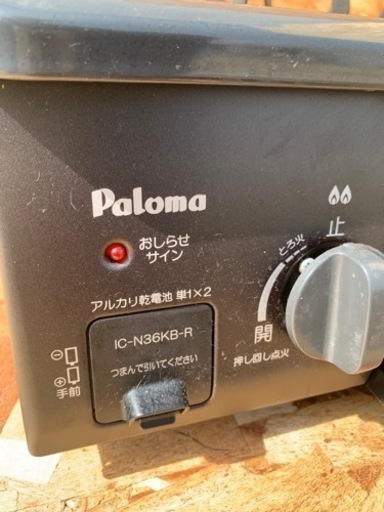 Paloma
おしらせ
サイン
アルカリ乾電池 単1×2
IC-N36KB-R
つまんで引いてください
⊖
⊕
手前
止
とろ火
開
押し回し点火